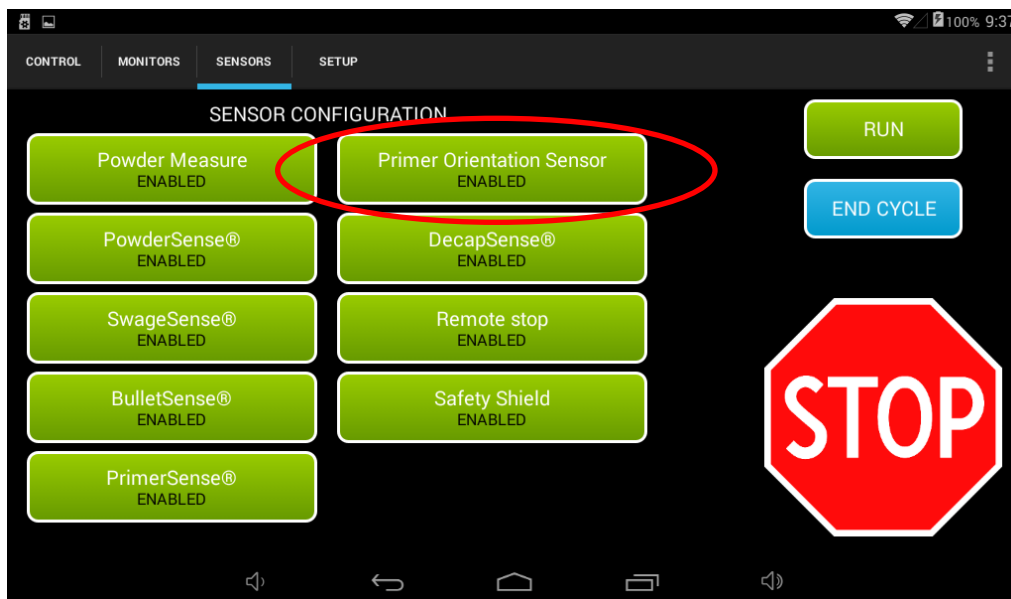 100% 9:37
CONTROL MONITORS SENSORS SETUP
SENSOR CONFIGURATION
Powder Measure
ENABLED
Primer Orientation Sensor
ENABLED
RUN
PowderSense®
ENABLED
DecapSense®
ENABLED
END CYCLE
SwageSense®
ENABLED
Remote stop
ENABLED
BulletSense®
ENABLED
Safety Shield
ENABLED
STOP
PrimerSense®
ENABLED